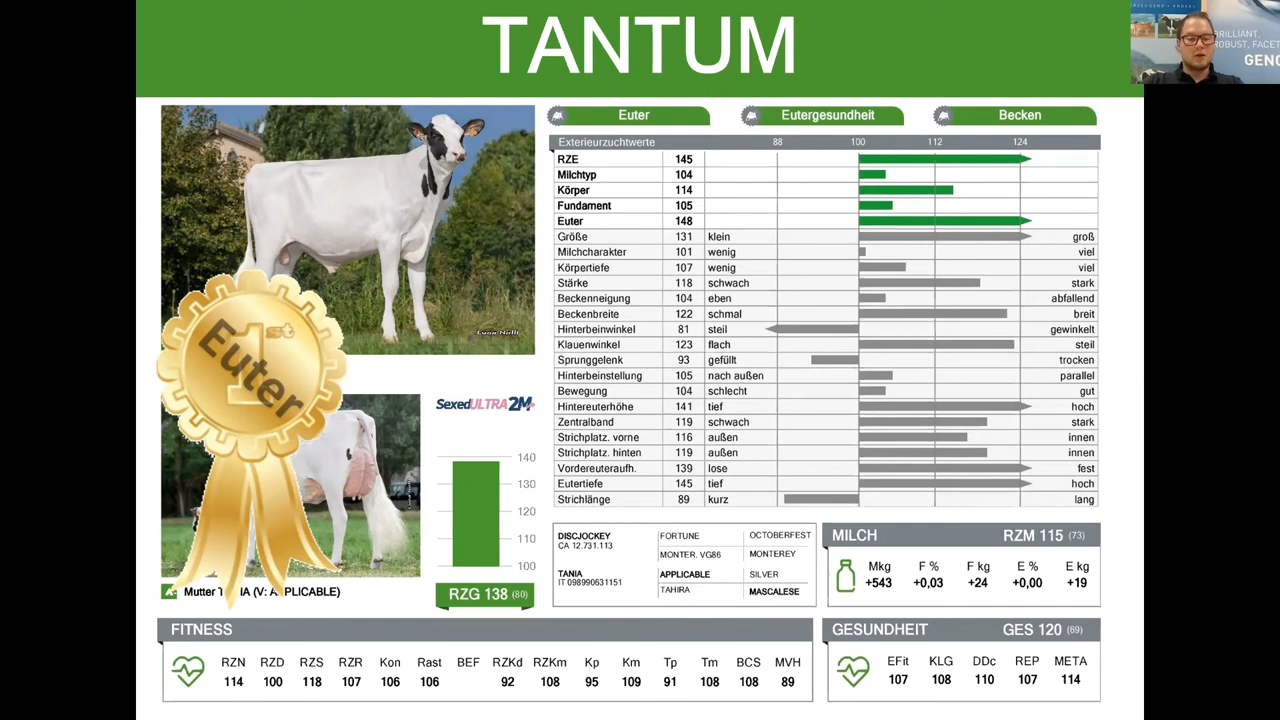 TANTUM
ERZEUGEND • ANDERS
BRILLIANT,
ROBUST, FACET
GENO
Euter Eutergesundheit Becken
Exterieurzuchtwerte 88 100 112 124
RZE 145
Milchtyp 104
Körper 114
Fundament 105
Euter 148
Größe 131 klein groß
Milchcharakter 101 wenig viel
Körpertiefe 107 wenig viel
Stärke 118 schwach stark
Beckenneigung 104 eben abfallend
Beckenbreite 122 schmal breit
Hinterbeinwinkel 81 steil gewinkelt
Klauenwinkel 123 flach steil
Sprunggelenk 93 gefüllt trocken
Hinterbeinstellung 105 nach außen parallel
Bewegung 104 schlecht gut
Hintereuterhöhe 141 tief hoch
Zentralband 119 schwach stark
Strichplatz. vorne 116 außen innen
Strichplatz. hinten 119 außen innen
Vordereuteraufh. 139 lose fest
Eutertiefe 145 tief hoch
Strichlänge 89 kurz lang
1st
Euter
SexedULTRA2M
140
130
120
110
100
RZG 138 (80)
DISCJOCKEY
CA 12.731.113
FORTUNE OCTOBERFEST
MONTER. VG86 MONTEREY
TANIA
IT 098990631151
APPLICABLE SILVER
TAHIRA MASCALESE
MILCH RZM 115 (73)
Mkg F % F kg E % E kg
+543 +0,03 +24 +0,00 +19
FITNESS
RZN RZD RZS RZR Kon Rast BEF RZKd RZKm Kp Km Tp Tm BCS MVH
114 100 118 107 106 106 92 108 95 109 91 108 108 89
GESUNDHEIT GES 120 (69)
EFit KLG DDc REP META
107 108 110 107 114